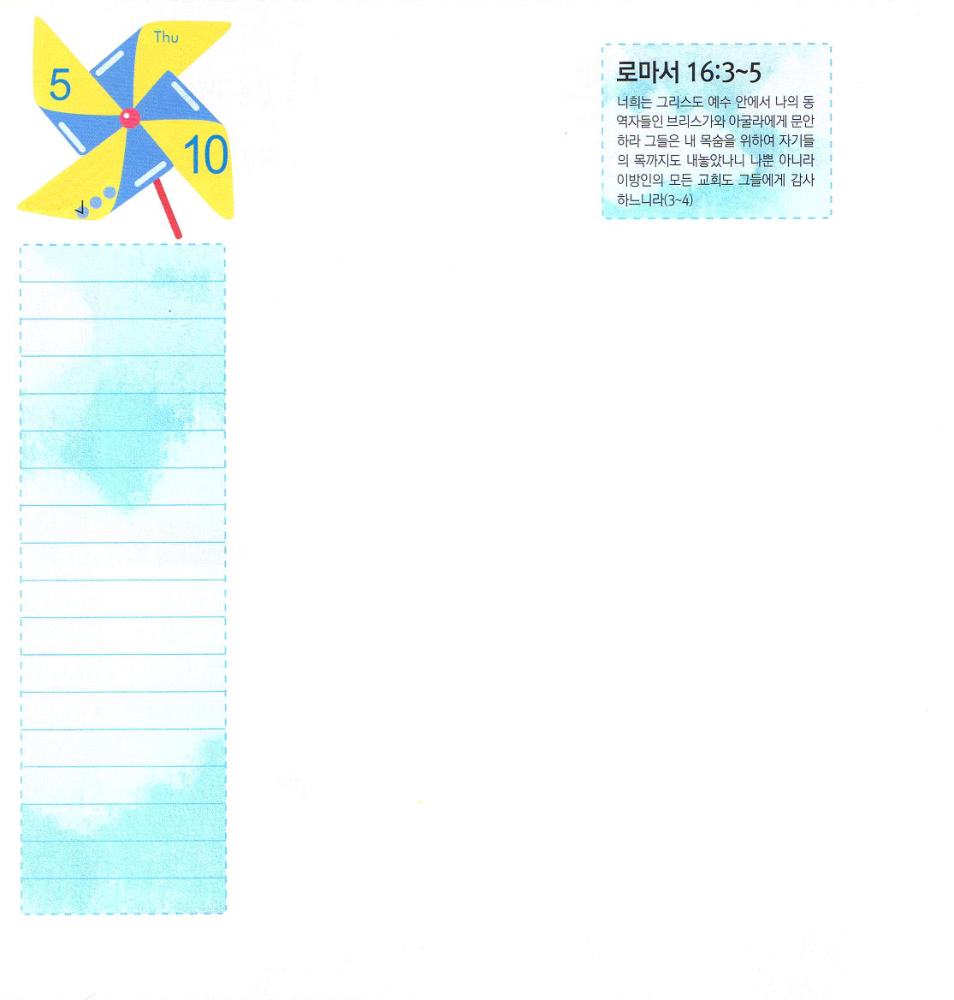 Thu
5
10
로마서 16:3~5
너희는 그리스도 예수 안에서 나의 동
역자들인 브리스가와 아굴라에게 문안
하라 그들은 내 목숨을 위하여 자기들
의 목까지도 내놓았나니 나뿐 아니라
이방인의 모든 교회도 그들에게 감사
하느니라(3~4)